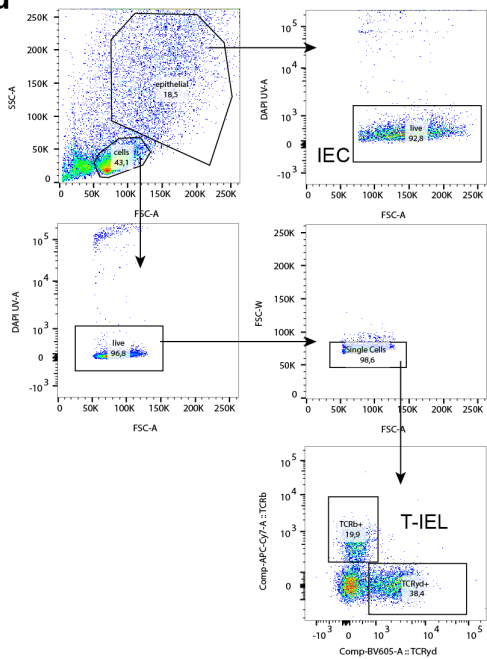 250K
200K
150K
100K
50K
0
SSC-A
epithelial
18,5
cells
43,1
0 50K 100K 150K 200K 250K
FSC-A
10 5
10 4
10 3
0
-10 3
DAPI UV-A
live
92,8
IEC
0 50K 100K 150K 200K 250K
FSC-A
10 5
10 4
10 3
0
-10 3
DAPI UV-A
live
96,8
0 50K 100K 150K 200K 250K
FSC-A
250K
200K
150K
100K
50K
0
FSC-W
Single Cells
98,6
0 50K 100K 150K 200K 250K
FSC-A
10 5
10 4
10 3
0
Comp-APC-Cy7-A :: TCRb
TCRb+
19,9
T-IEL
TCRyd+
38,4
-10 3 0 10 3 10 4 10 5
Comp-BV605-A :: TCRyd